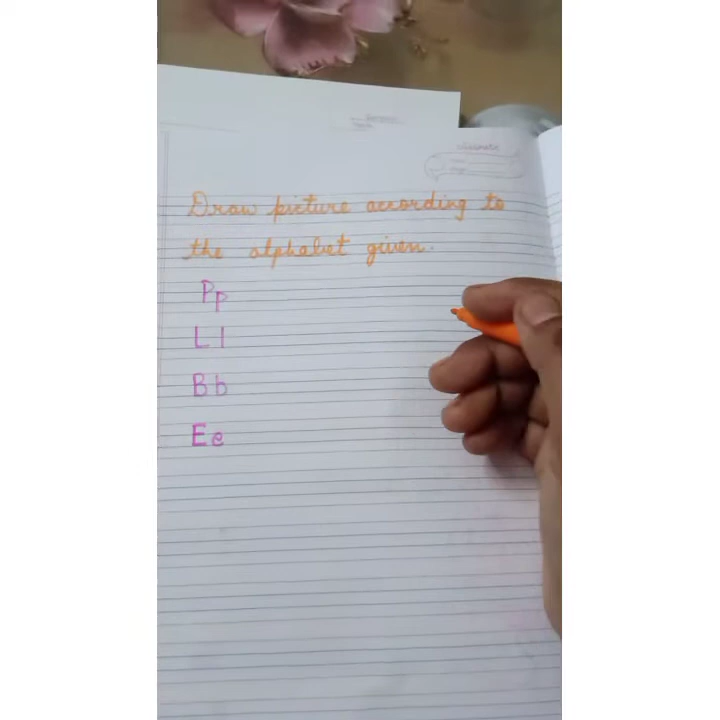 Draw picture according to
the alphabet given.
Pp
Ll
Bb
Ee